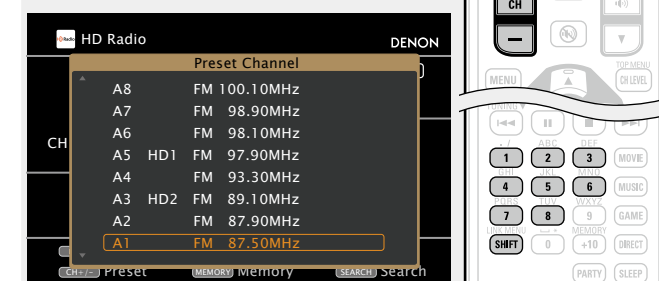 HD Radio
DENON
Preset Channel
A8 FM 100.10MHz
A7 FM 98.90MHz
A6 FM 98.10MHz
CH
A5 HD1 FM 97.90MHz
A4 FM 93.30MHz
A3 HD2 FM 89.10MHz
A2 FM 87.90MHz
A1 FM 87.50MHz
CH+/- Preset MEMORY Memory SEARCH Search
CH
TOP MENU
MENU CH LEVEL
TUNING
. / ABC DEF
1 2 3 MOVIE
GHI JKL MNO
4 5 6 MUSIC
PQRS TUV WXYZ
7 8 9 GAME
LINK MENU MEMORY
SHIFT 0 +10 DIRECT
PARTY SLEEP